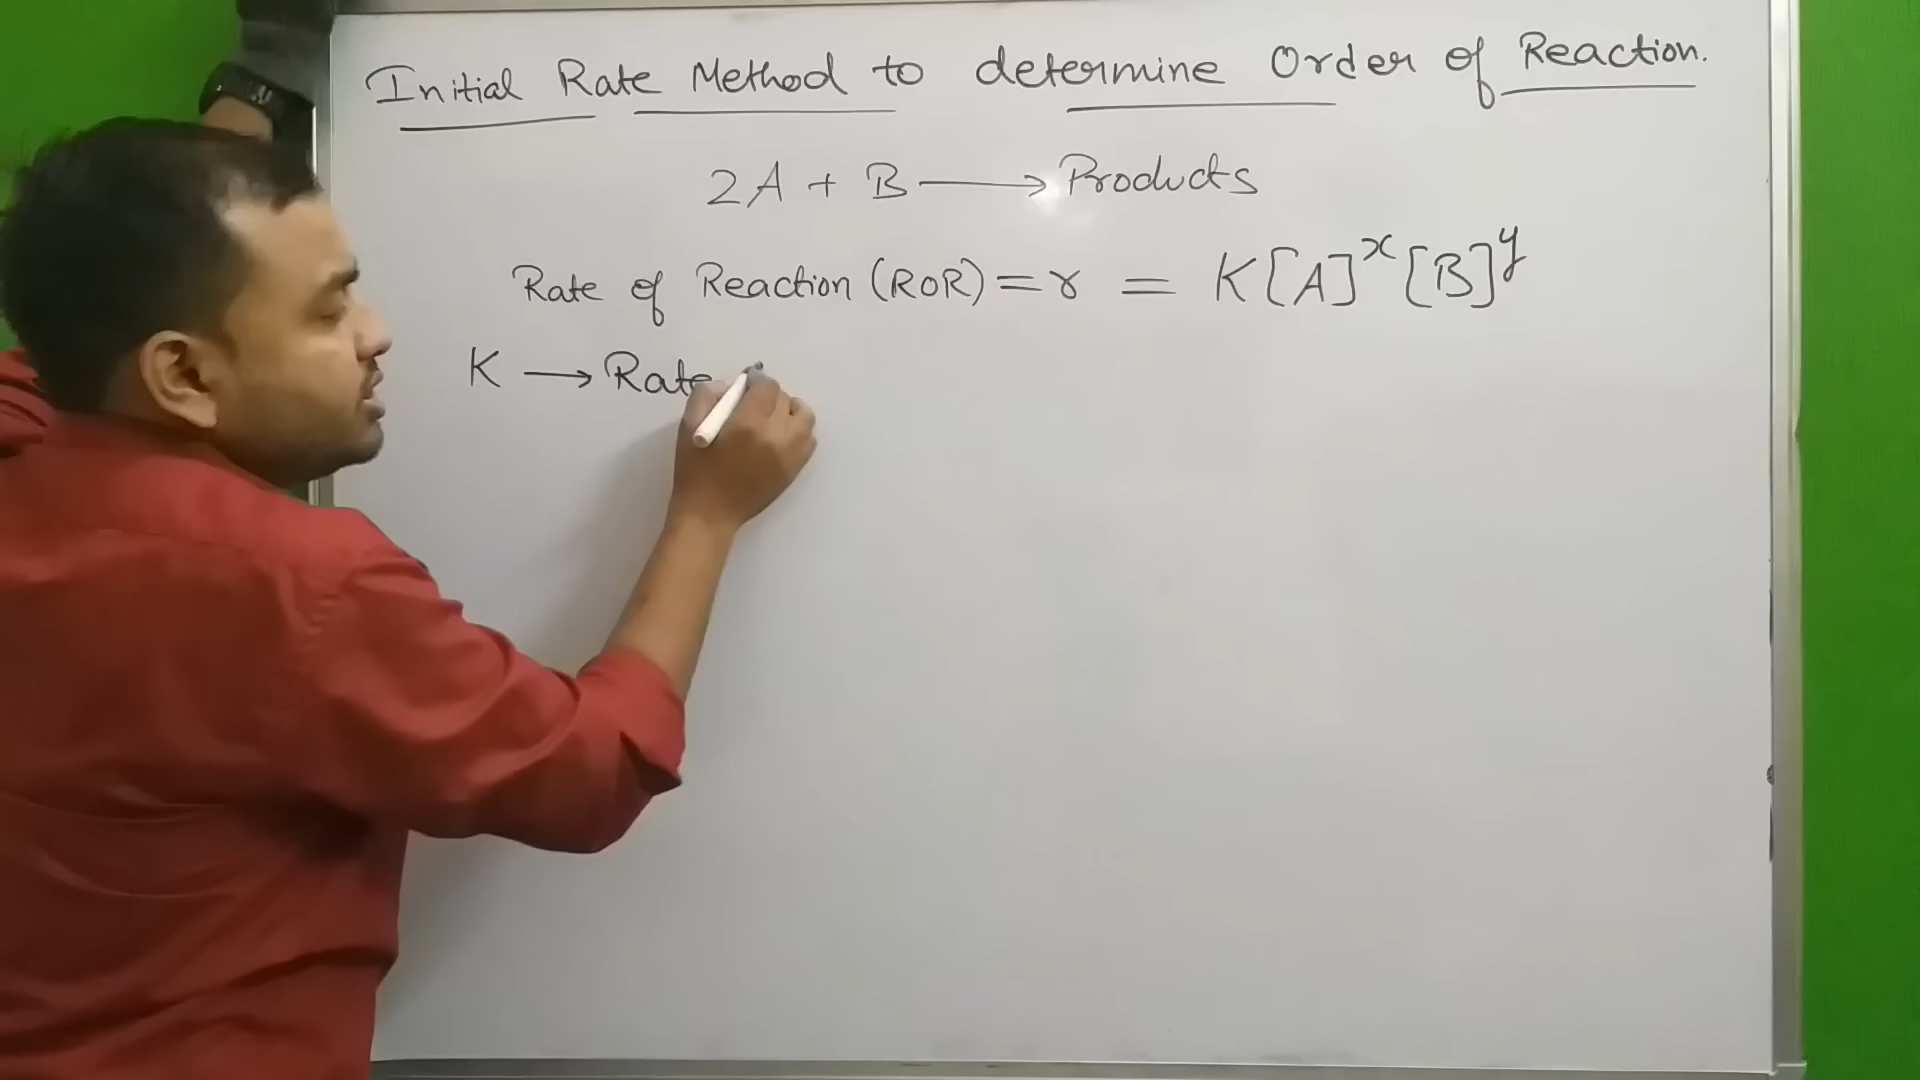 Initial Rate Method to determine Order of Reaction.
2A + B ⟶ Products
Rate of Reaction (ROR) = r = K[A]^x [B]^y
K ⟶ Rate